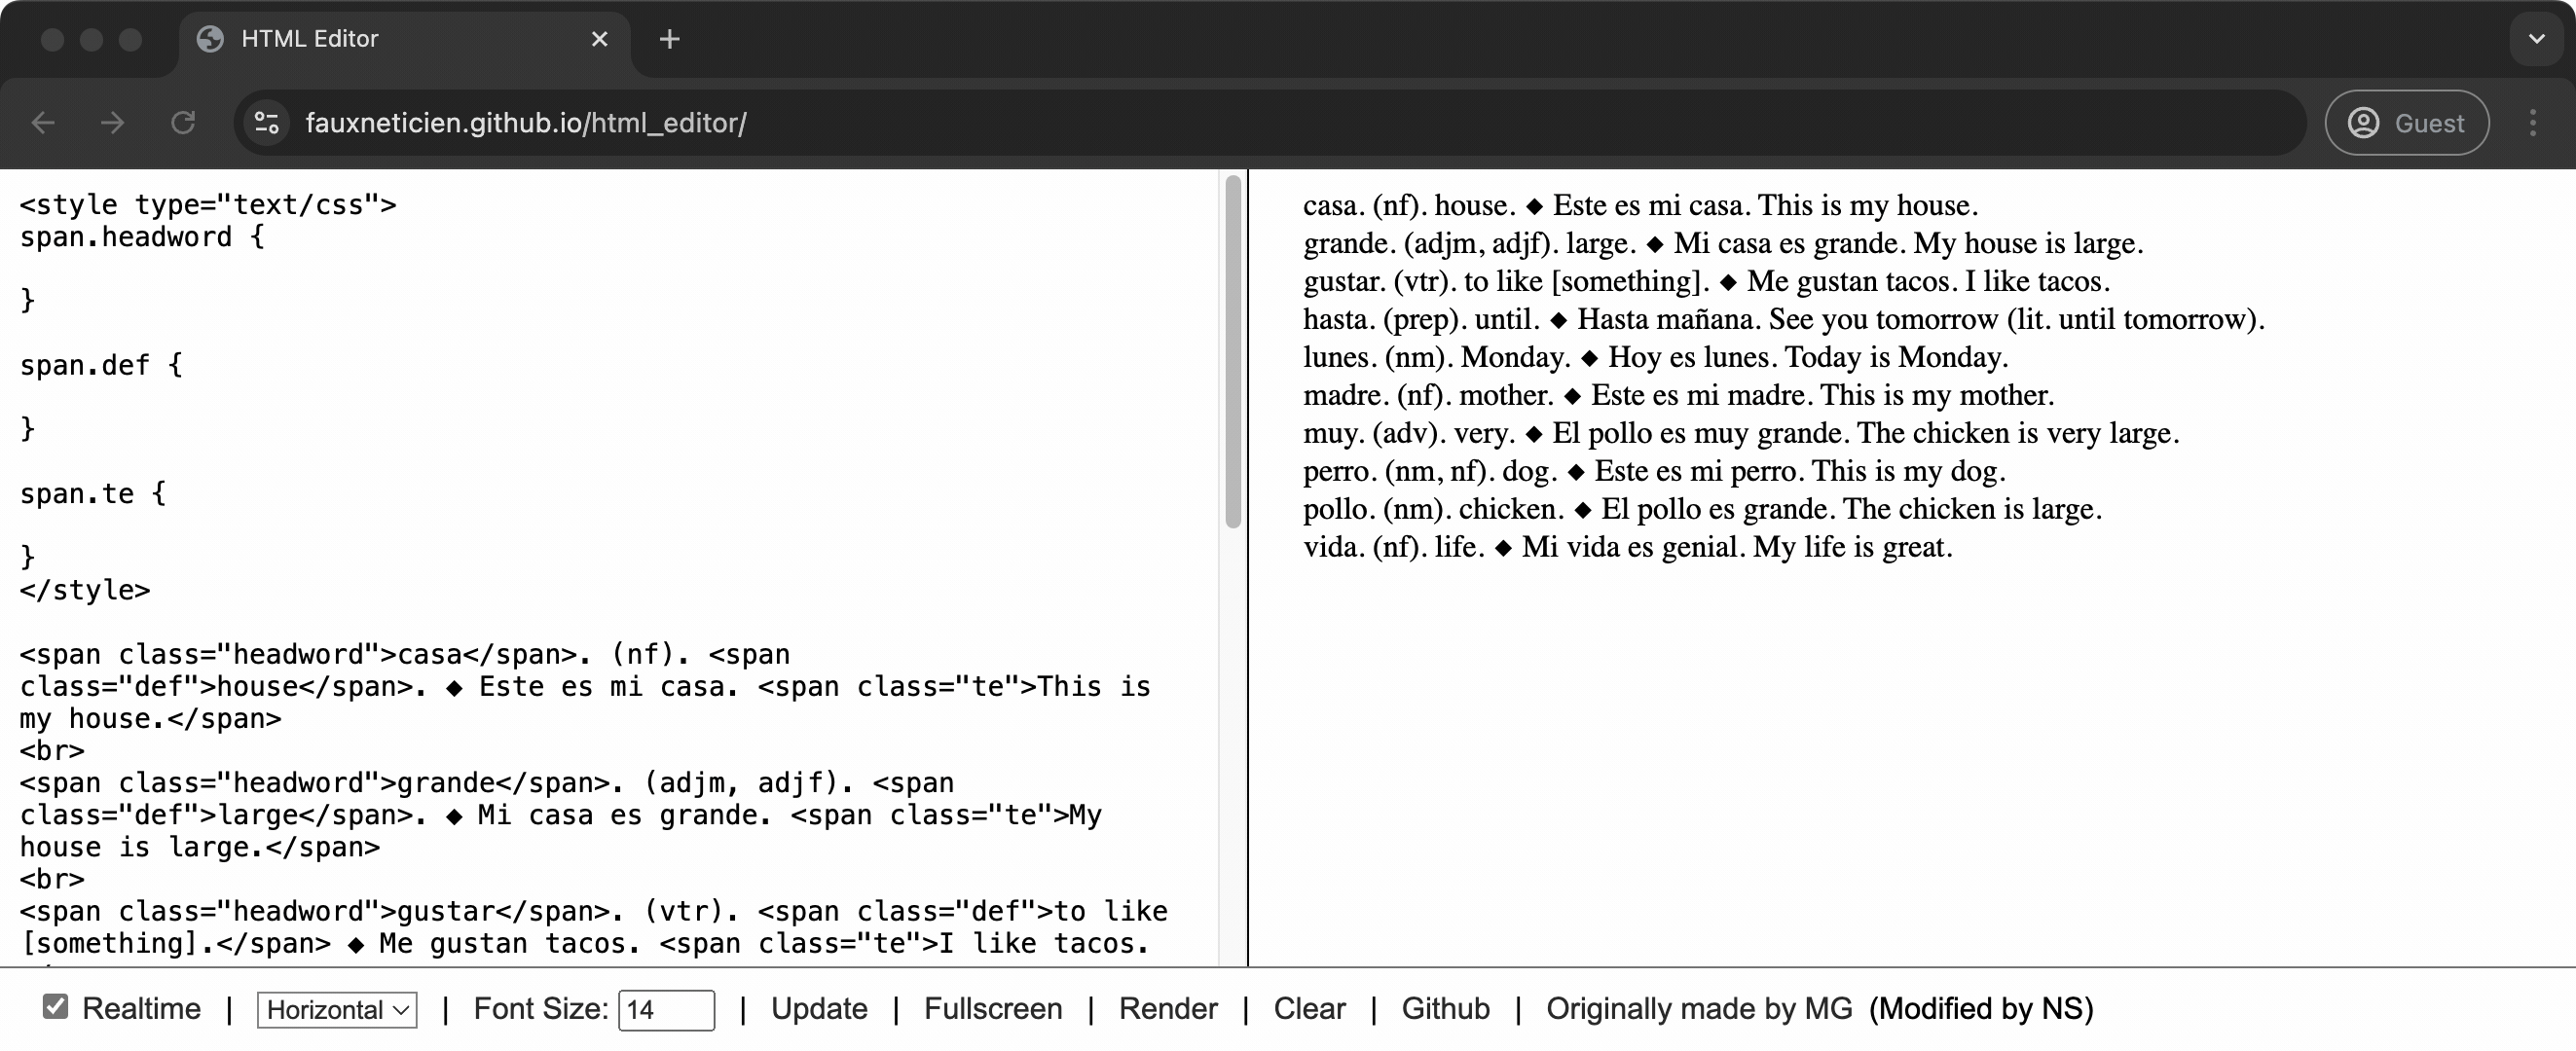 HTML Editor
fauxneticien.github.io/html_editor/
Guest
<style type="text/css">
span.headword {
}
span.def {
}
span.te {
}
</style>
<span class="headword">casa</span>. (nf). <span
class="def">house</span>. ◆ Este es mi casa. <span class="te">This is
my house.</span>
<br>
<span class="headword">grande</span>. (adjm, adjf). <span
class="def">large</span>. ◆ Mi casa es grande. <span class="te">My
house is large.</span>
<br>
<span class="headword">gustar</span>. (vtr). <span class="def">to like
[something].</span> ◆ Me gustan tacos. <span class="te">I like tacos.
casa. (nf). house. ◆ Este es mi casa. This is my house.
grande. (adjm, adjf). large. ◆ Mi casa es grande. My house is large.
gustar. (vtr). to like [something]. ◆ Me gustan tacos. I like tacos.
hasta. (prep). until. ◆ Hasta mañana. See you tomorrow (lit. until tomorrow).
lunes. (nm). Monday. ◆ Hoy es lunes. Today is Monday.
madre. (nf). mother. ◆ Este es mi madre. This is my mother.
muy. (adv). very. ◆ El pollo es muy grande. The chicken is very large.
perro. (nm, nf). dog. ◆ Este es mi perro. This is my dog.
pollo. (nm). chicken. ◆ El pollo es grande. The chicken is large.
vida. (nf). life. ◆ Mi vida es genial. My life is great.
Realtime | Horizontal | Font Size: 14 | Update | Fullscreen | Render | Clear | Github | Originally made by MG (Modified by NS)